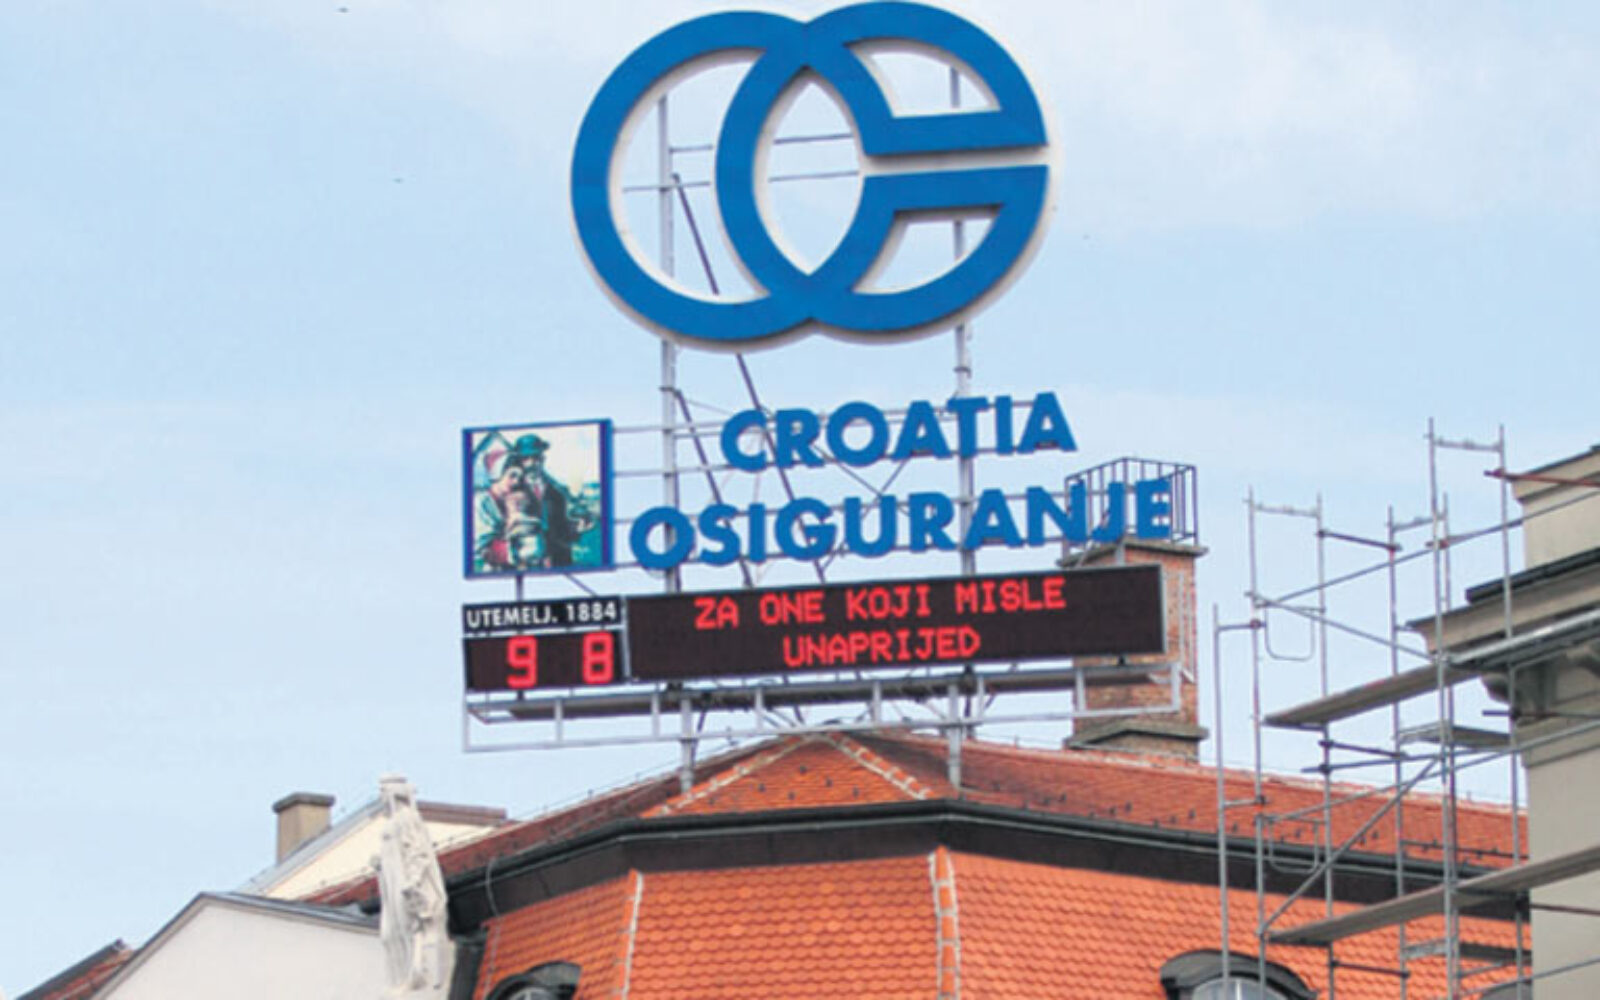 CROATIA
OSIGURANJE
UTEMELJ. 1884
9 8
ZA ONE KOJI MISLE
UNAPRIJED